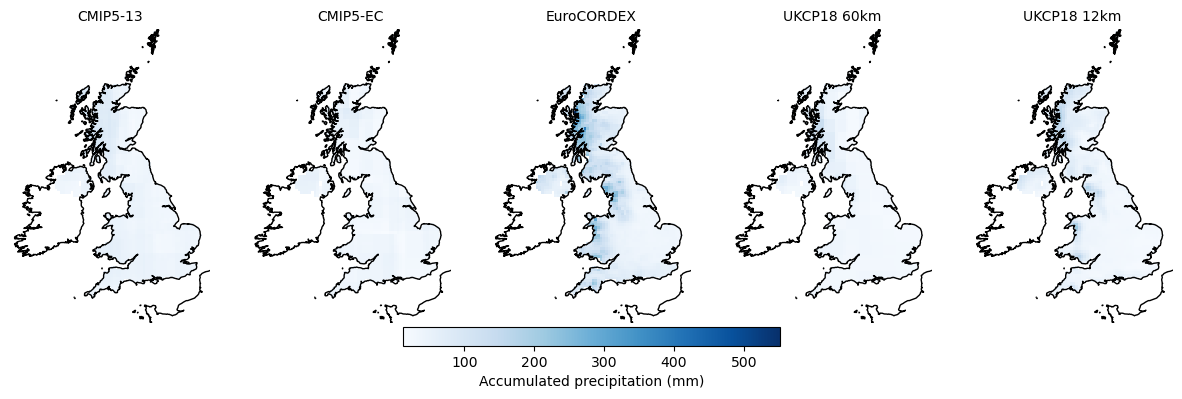 CMIP5-13 CMIP5-EC EuroCORDEX UKCP18 60km UKCP18 12km
100 200 300 400 500
Accumulated precipitation (mm)